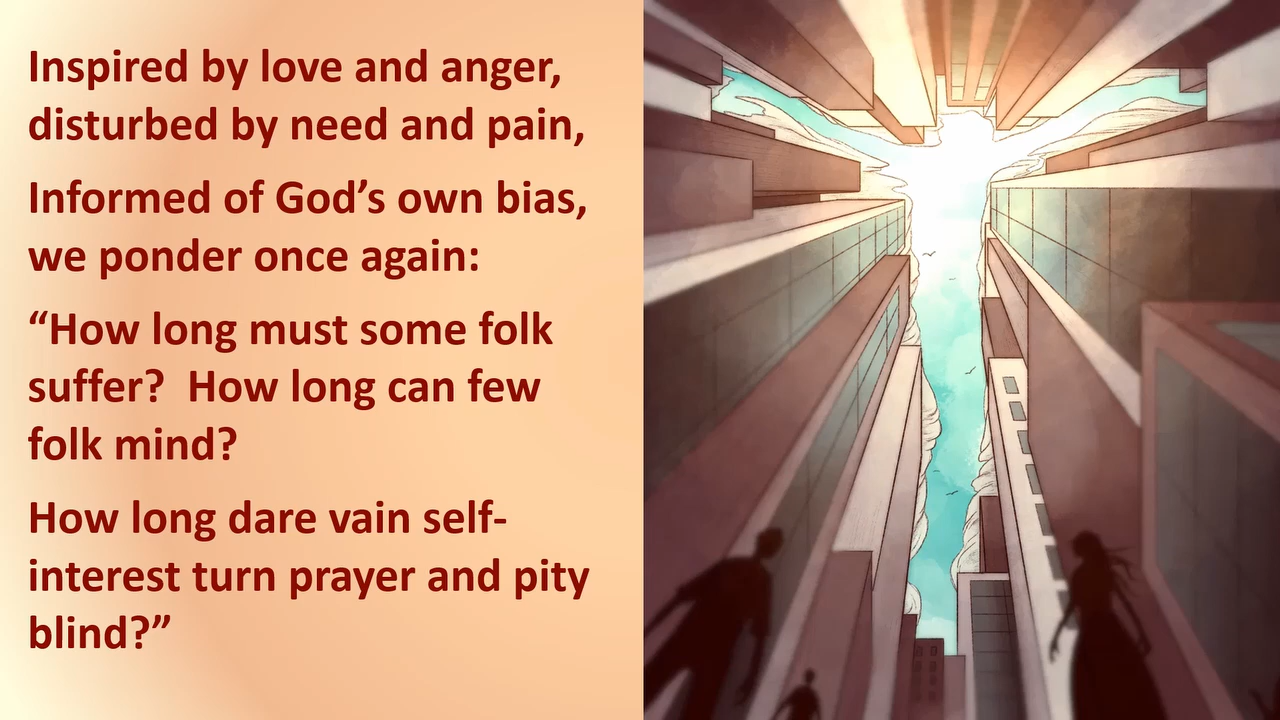 Inspired by love and anger,
disturbed by need and pain,
Informed of God’s own bias,
we ponder once again:
“How long must some folk
suffer?  How long can few
folk mind?
How long dare vain self-
interest turn prayer and pity
blind?”